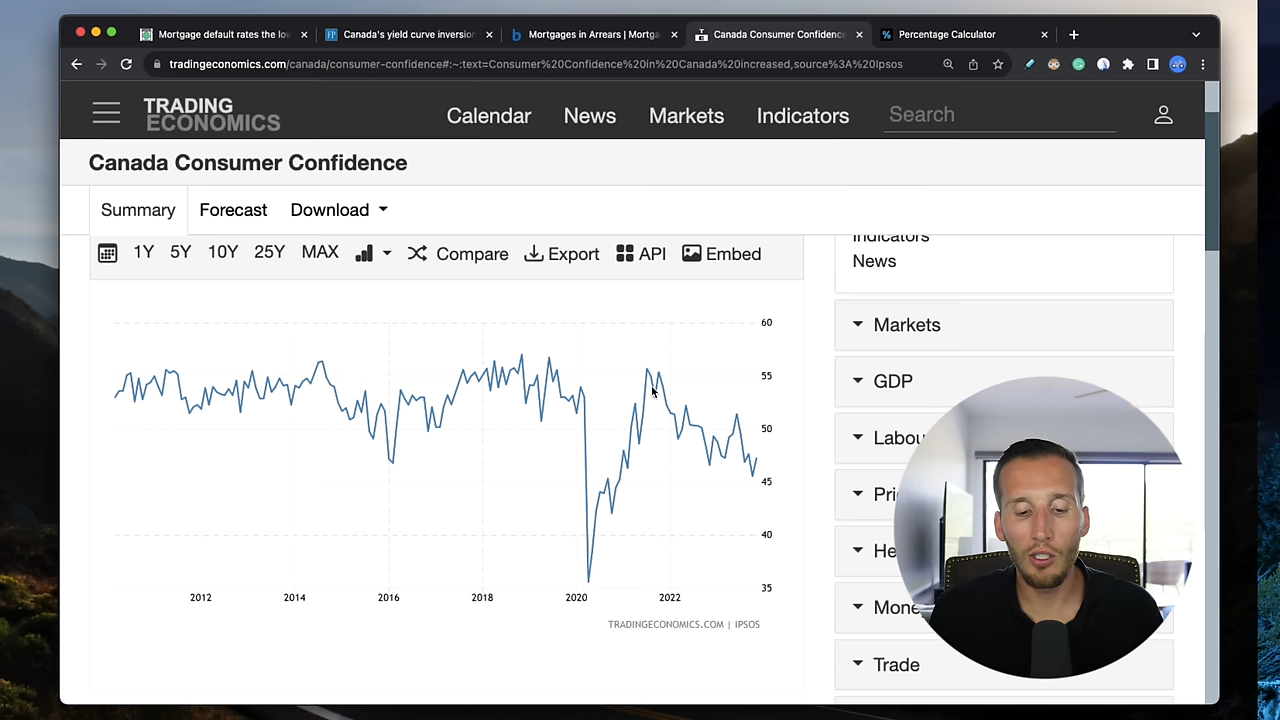 Mortgage default rates the lo
Canada's yield curve inversion
Mortgages in Arrears | Mortga
Canada Consumer Confidence
Percentage Calculator
tradingeconomics.com/canada/consumer-confidence#:~:text=Consumer%20Confidence%20in%20Canada%20increased,source%3A%20Ipsos
TRADING
ECONOMICS
Calendar
News
Markets
Indicators
Search
Canada Consumer Confidence
Summary
Forecast
Download
1Y
5Y
10Y
25Y
MAX
Compare
Export
API
Embed
60
55
50
45
40
35
2012
2014
2016
2018
2020
2022
TRADINGECONOMICS.COM | IPSOS
Indicators
News
Markets
GDP
Labou
Pri
He
Mone
Trade